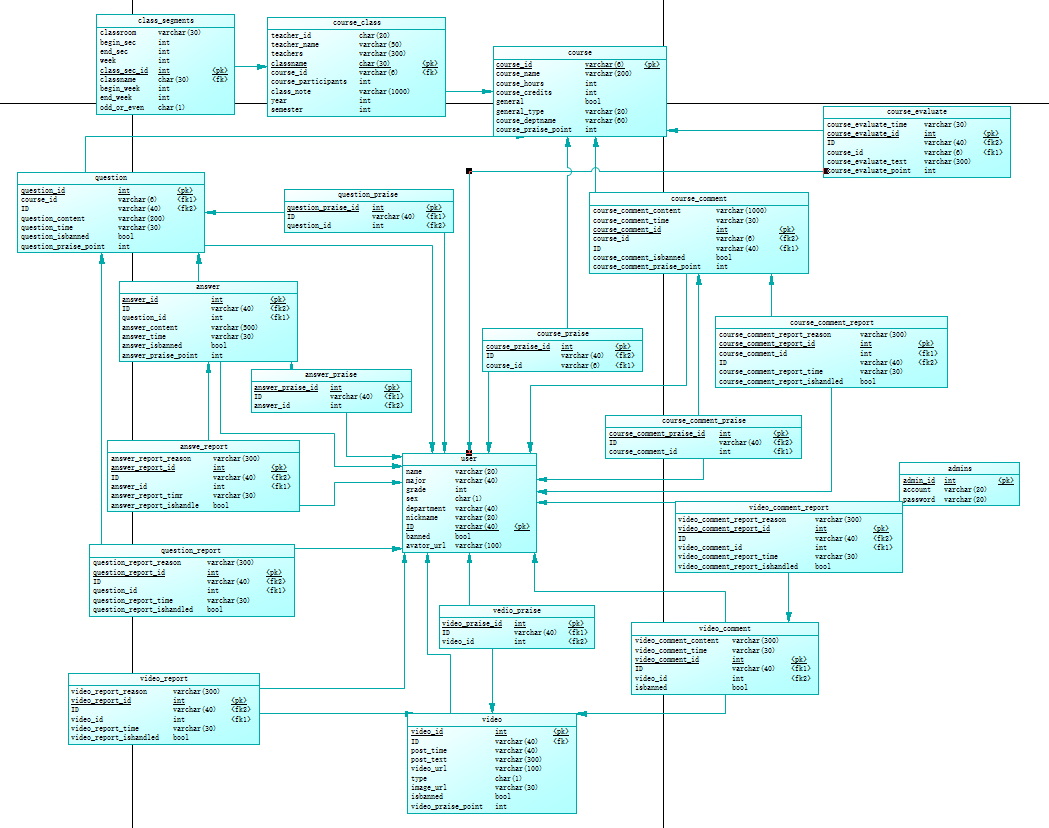 class_segments
classroom varchar(30)
begin_sec int
end_sec int
week int
class_sec_id int <pk>
classname char(30) <fk>
begin_week int
end_week int
odd_or_even char(1)
course_class
teacher_id char(20)
teacher_name varchar(50)
teachers varchar(300)
classname char(30) <pk>
course_id varchar(6) <fk>
course_participants int
class_note varchar(1000)
year int
semester int
course
course_id varchar(6) <pk>
course_name varchar(200)
course_hours int
course_credits int
general bool
general_type varchar(20)
course_deptname varchar(60)
course_praise_point int
course_evaluate
course_evaluate_time varchar(30)
course_evaluate_id int <pk>
ID varchar(40) <fk2>
course_id varchar(6) <fk1>
course_evaluate_text varchar(300)
course_evaluate_point int
question
question_id int <pk>
course_id varchar(6) <fk1>
ID varchar(40) <fk2>
question_content varchar(200)
question_time varchar(30)
question_isbanned bool
question_praise_point int
question_praise
question_praise_id int <pk>
ID varchar(40) <fk1>
question_id int <fk2>
course_comment
course_comment_content varchar(1000)
course_comment_time varchar(30)
course_comment_id int <pk>
course_id varchar(6) <fk2>
ID varchar(40) <fk1>
course_comment_isbanned bool
course_comment_praise_point int
answer
answer_id int <pk>
ID varchar(40) <fk2>
question_id int <fk1>
answer_content varchar(500)
answer_time varchar(30)
answer_isbanned bool
answer_praise_point int
course_praise
course_praise_id int <pk>
ID varchar(40) <fk2>
course_id varchar(6) <fk1>
course_comment_report
course_comment_report_reason varchar(300)
course_comment_report_id int <pk>
course_comment_id int <fk1>
ID varchar(40) <fk2>
course_comment_report_time varchar(30)
course_comment_report_ishandled bool
answer_praise
answer_praise_id int <pk>
ID varchar(40) <fk1>
answer_id int <fk2>
course_comment_praise
course_comment_praise_id int <pk>
ID varchar(40) <fk2>
course_comment_id int <fk1>
answe_report
answer_report_reason varchar(300)
answer_report_id int <pk>
ID varchar(40) <fk2>
answer_id int <fk1>
answer_report_timr varchar(30)
answer_report_ishandle bool
user
name varchar(20)
major varchar(40)
grade int
sex char(1)
department varchar(40)
nickname varchar(20)
ID varchar(40) <pk>
banned bool
avator_url varchar(100)
admins
admin_id int <pk>
account varchar(20)
password varchar(20)
video_comment_report
video_comment_report_reason varchar(300)
video_comment_report_id int <pk>
ID varchar(40) <fk2>
video_comment_id int <fk1>
video_comment_report_time varchar(30)
video_comment_report_ishandled bool
question_report
question_report_reason varchar(300)
question_report_id int <pk>
ID varchar(40) <fk2>
question_id int <fk1>
question_report_time varchar(30)
question_report_ishandled bool
vedio_praise
video_praise_id int <pk>
ID varchar(40) <fk1>
video_id int <fk2>
video_comment
video_comment_content varchar(300)
video_comment_time varchar(30)
video_comment_id int <pk>
ID varchar(40) <fk1>
video_id int <fk2>
isbanned bool
video_report
video_report_reason varchar(300)
video_report_id int <pk>
ID varchar(40) <fk2>
video_id int <fk1>
video_report_time varchar(30)
video_report_ishandled bool
video
video_id int <pk>
ID varchar(40) <fk>
post_time varchar(40)
post_text varchar(300)
video_url varchar(100)
type char(1)
image_url varchar(30)
isbanned bool
video_praise_point int